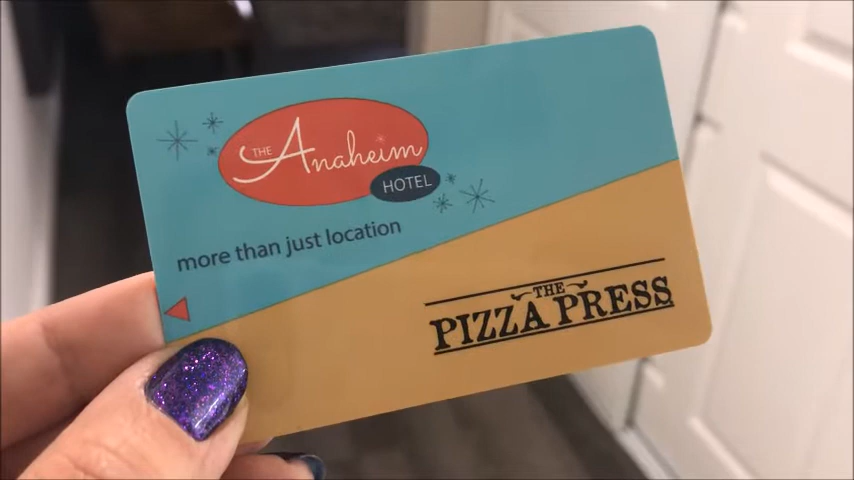 THE Anaheim
HOTEL
more than just location
THE
PIZZA PRESS